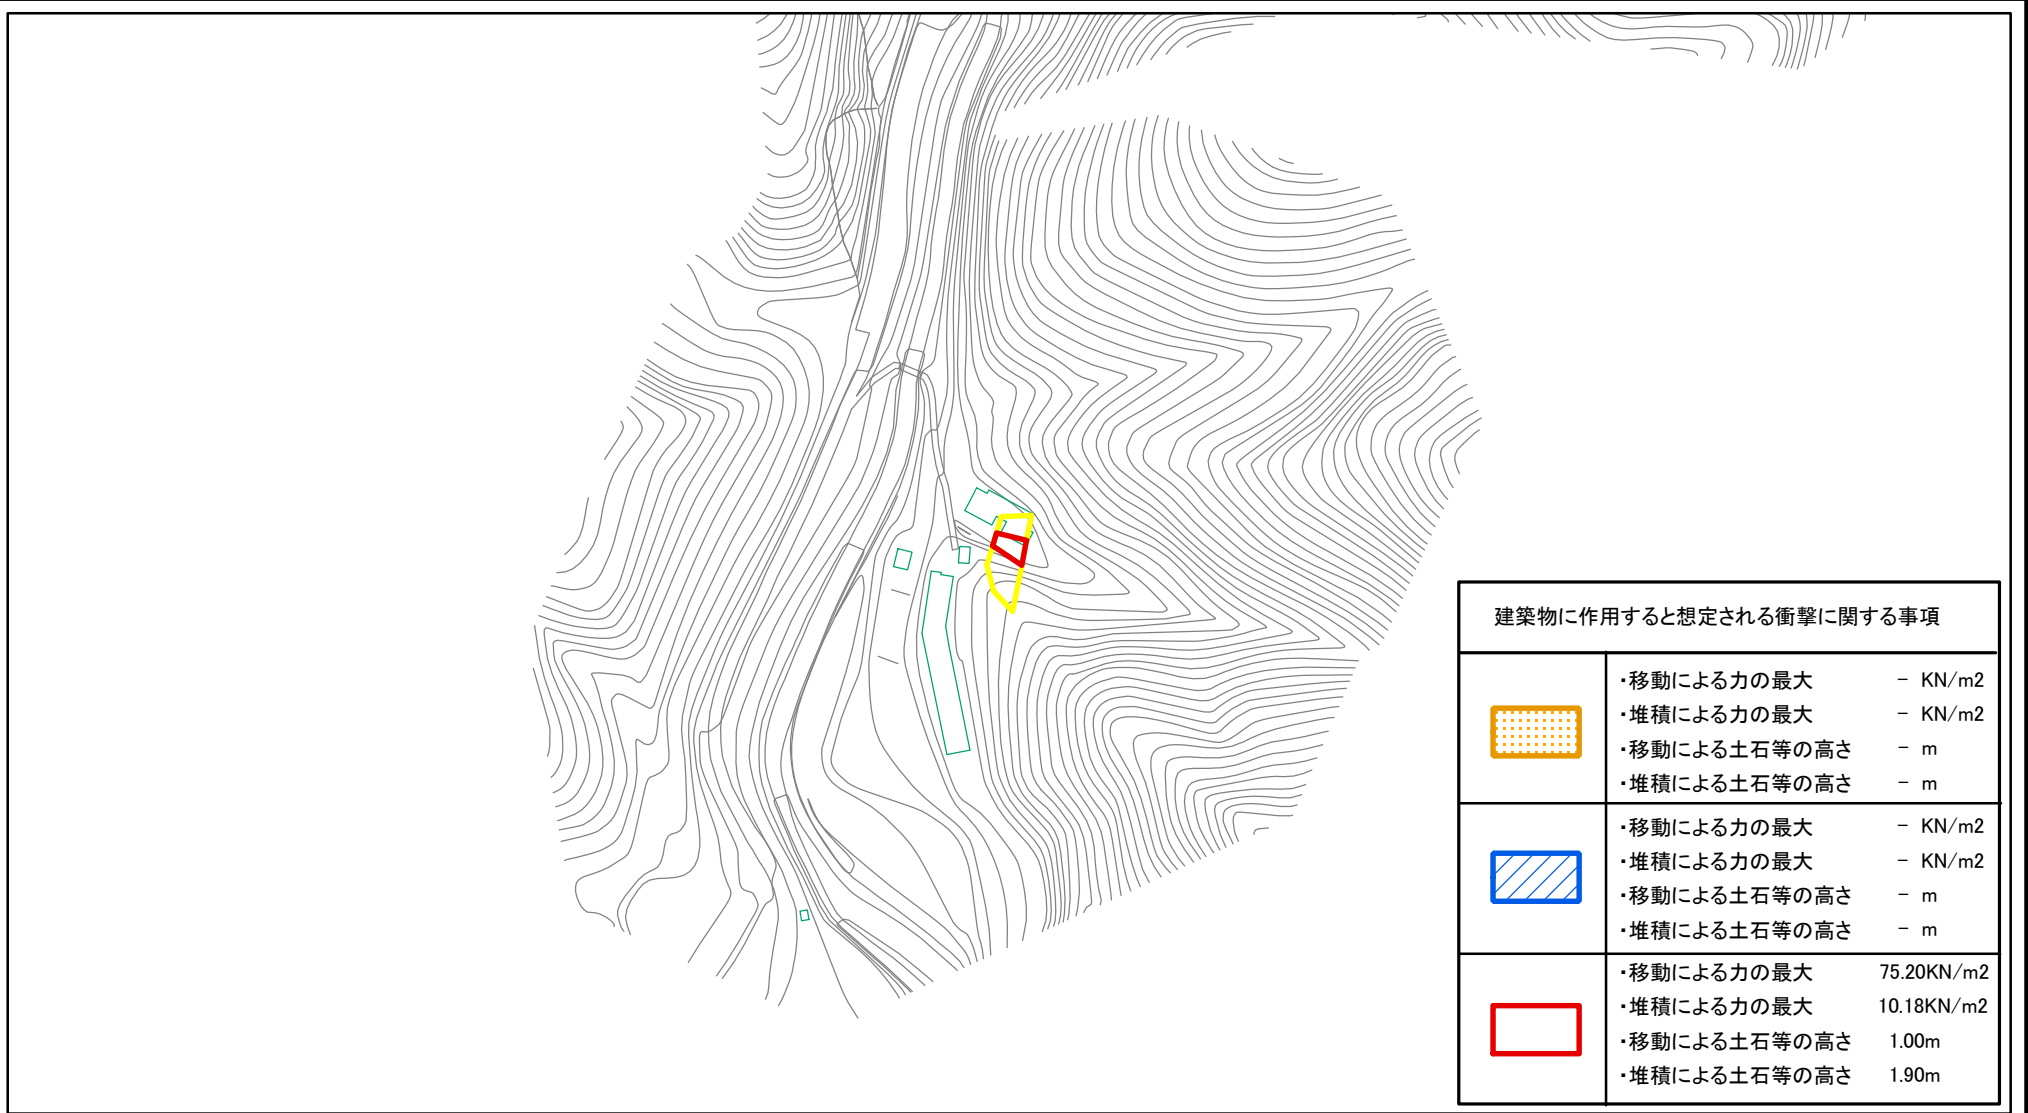 建築物に作用すると想定される衝撃に関する事項
・移動による力の最大 － KN/m2
・堆積による力の最大 － KN/m2
・移動による土石等の高さ － m
・堆積による土石等の高さ － m
・移動による力の最大 － KN/m2
・堆積による力の最大 － KN/m2
・移動による土石等の高さ － m
・堆積による土石等の高さ － m
・移動による力の最大 75.20KN/m2
・堆積による力の最大 10.18KN/m2
・移動による土石等の高さ 1.00m
・堆積による土石等の高さ 1.90m